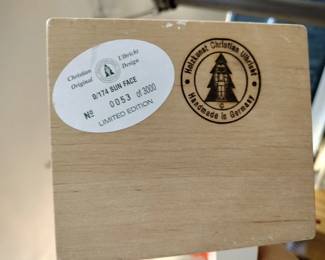 Christian Ulbricht
Original Design
0/174 SUN FACE
Nº 0053 of 3000
LIMITED EDITION
Holzkunst Christian Ulbricht
Handmade in Germany